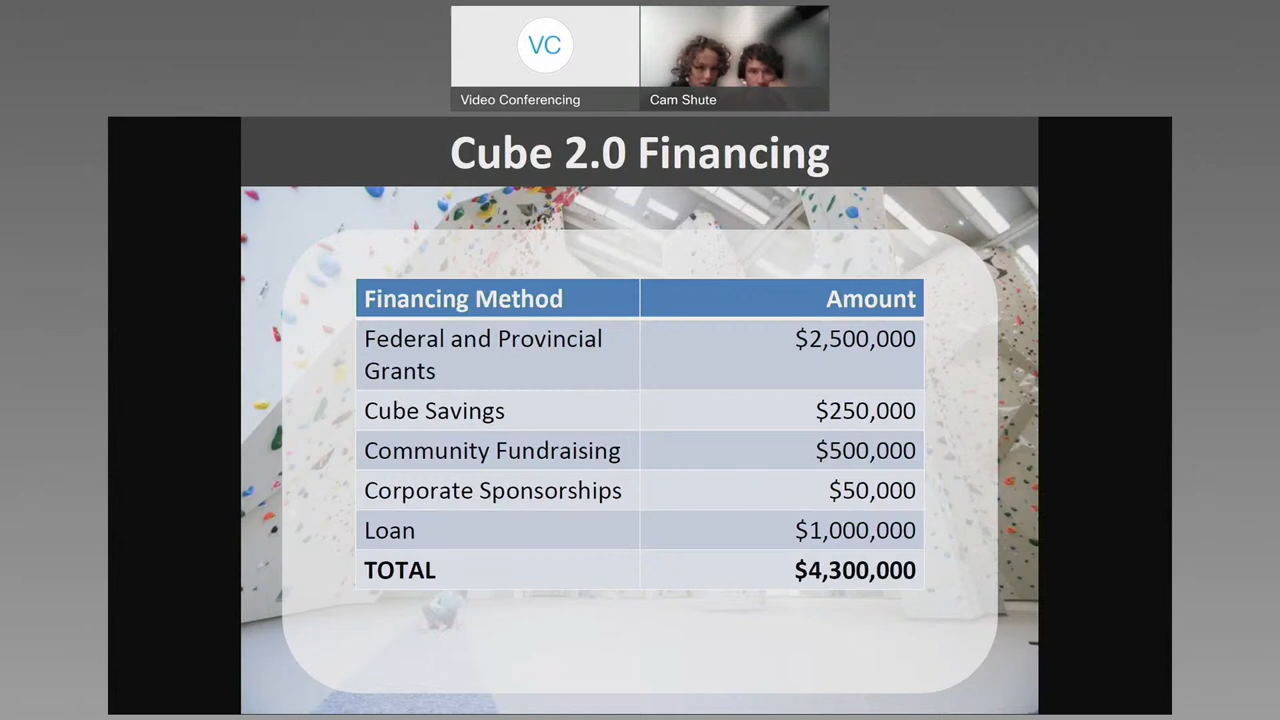 VC
Video Conferencing
Cam Shute
Cube 2.0 Financing
Financing Method Amount
Federal and Provincial $2,500,000
Grants
Cube Savings $250,000
Community Fundraising $500,000
Corporate Sponsorships $50,000
Loan $1,000,000
TOTAL $4,300,000